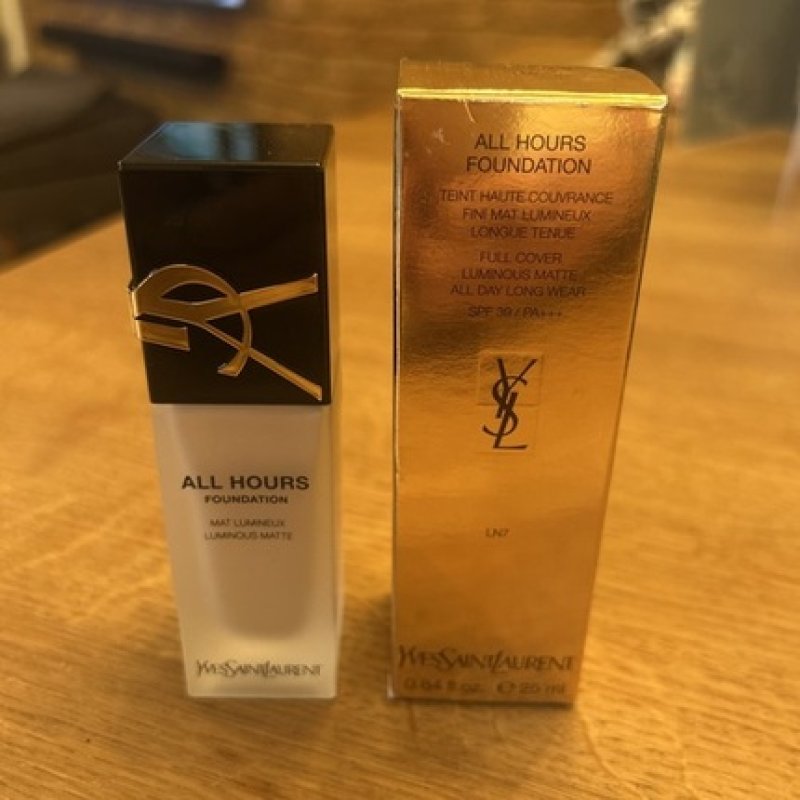 ALL HOURS
FOUNDATION
MAT LUMINEUX
LUMINOUS MATTE
YVESSAINTLAURENT
ALL HOURS
FOUNDATION
TEINT HAUTE COUVRANCE
FINI MAT LUMINEUX
LONGUE TENUE
FULL COVER
LUMINOUS MATTE
ALL DAY LONG WEAR
SPF 39 / PA+++
YSL
LN7
YVESSAINTLAURENT
0.84 fl.oz. ℮ 25 ml